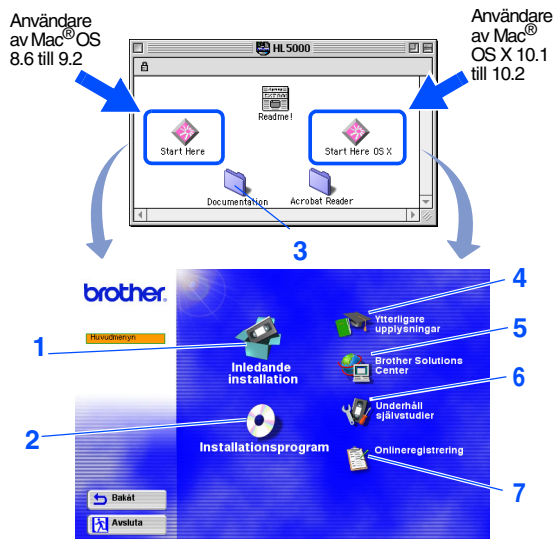 Användare
av Mac® OS
8.6 till 9.2
Användare
av Mac®
OS X 10.1
till 10.2
HL5000
Readme!
Start Here
Start Here OS X
Documentation
Acrobat Reader
3
brother.
Huvudmenyn
1
Inledande
installation
2
Installationsprogram
4
Ytterligare
upplysningar
5
Brother Solutions
Center
6
Underhåll
självstudier
Onlineregistrering
7
Bakåt
Avsluta